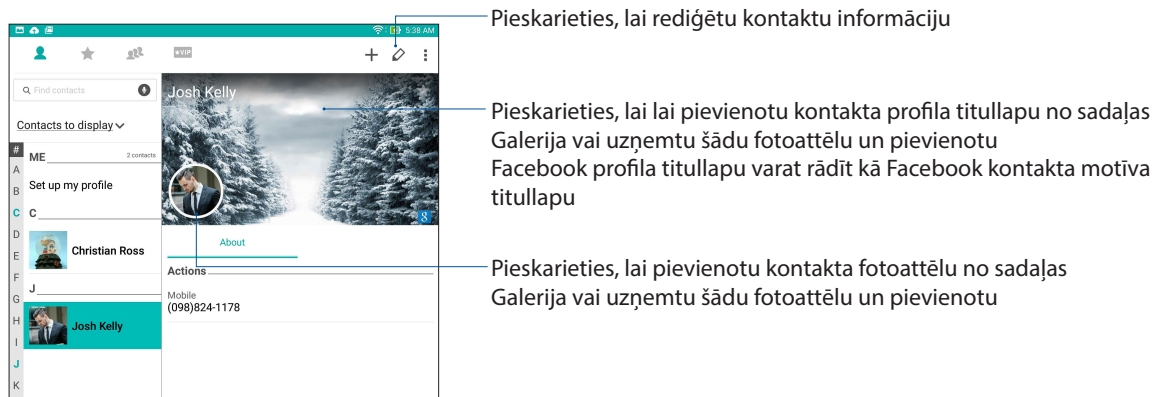 5:38 AM
VIP
Find contacts
Contacts to display
#
A
B
C
D
E
F
G
H
I
J
K
ME 2 contacts
Set up my profile
C
Christian Ross
J
Josh Kelly
Josh Kelly
8
About
Actions
Mobile
(098)824-1178
Pieskarieties, lai rediģētu kontaktu informāciju
Pieskarieties, lai lai pievienotu kontakta profila titullapu no sadaļas
Galerija vai uzņemtu šādu fotoattēlu un pievienotu
Facebook profila titullapu varat rādīt kā Facebook kontakta motīva
titullapu
Pieskarieties, lai pievienotu kontakta fotoattēlu no sadaļas
Galerija vai uzņemtu šādu fotoattēlu un pievienotu